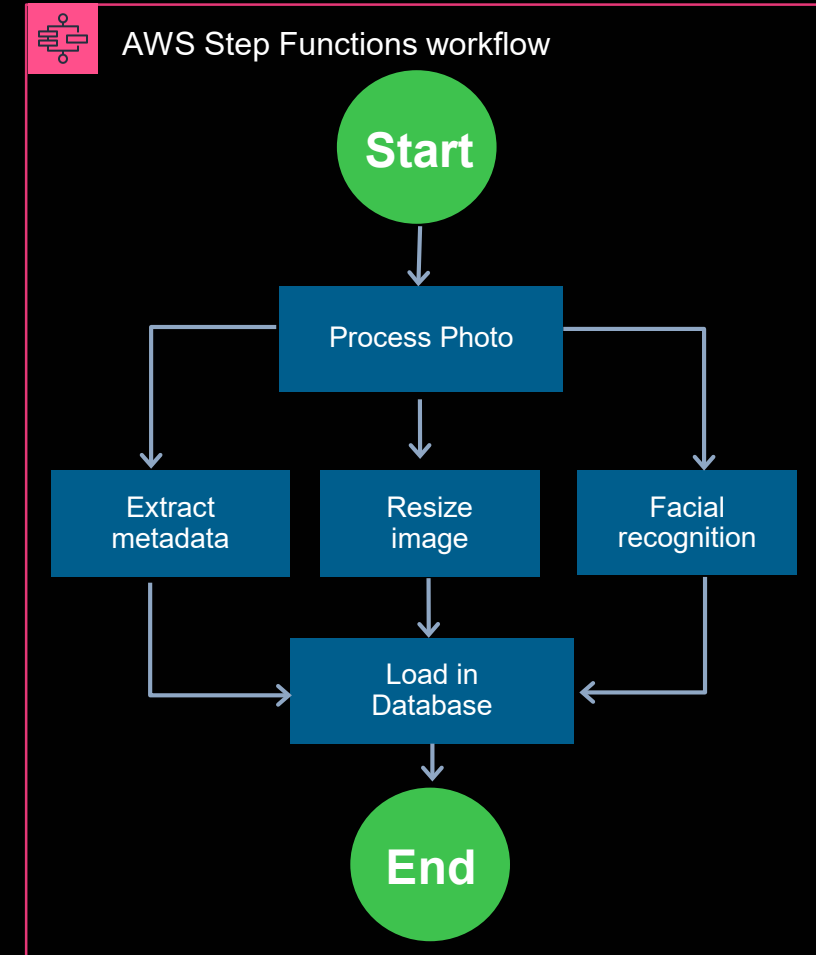 AWS Step Functions workflow
Start
Process Photo
Extract
metadata
Resize
image
Facial
recognition
Load in
Database
End